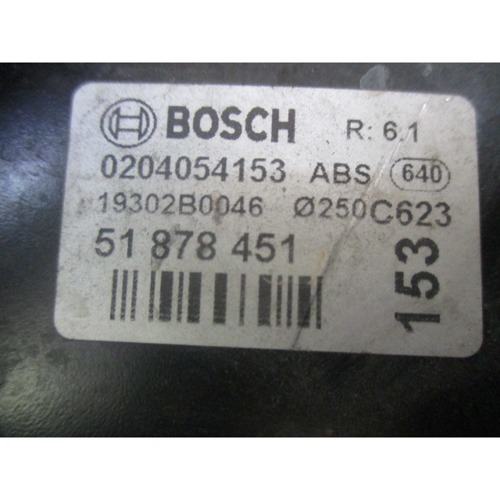 BOSCH R: 6.1
0204054153 ABS 640
19302B0046 Ø250C623
51 878 451
153